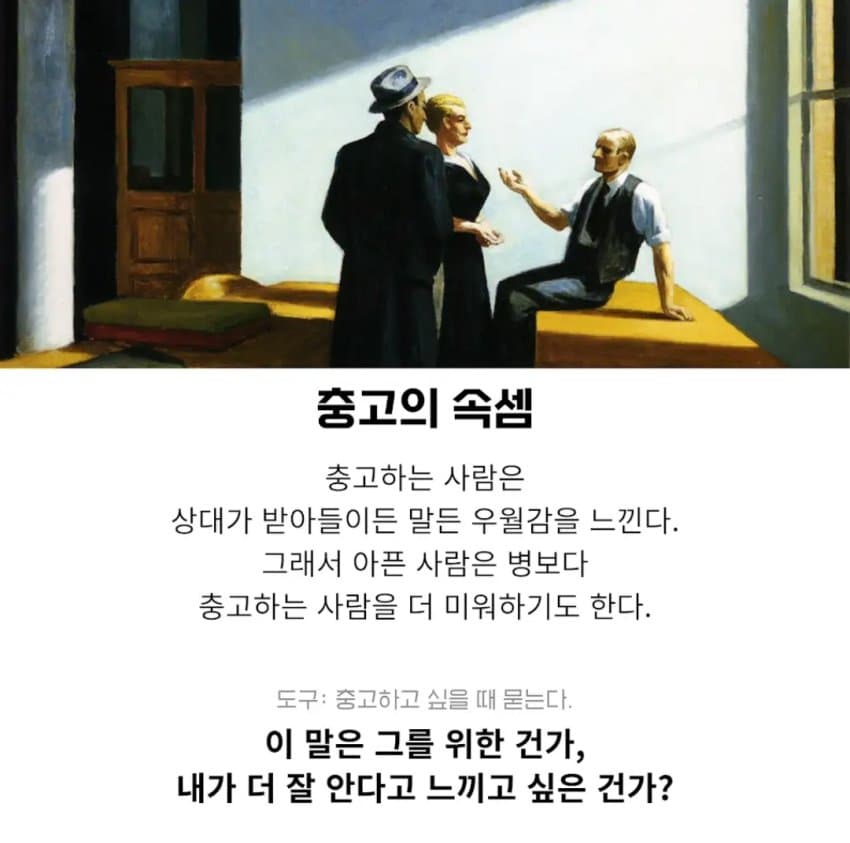 충고의 속셈
충고하는 사람은
상대가 받아들이든 말든 우월감을 느낀다.
그래서 아픈 사람은 병보다
충고하는 사람을 더 미워하기도 한다.
도구: 충고하고 싶을 때 묻는다.
이 말은 그를 위한 건가,
내가 더 잘 안다고 느끼고 싶은 건가?